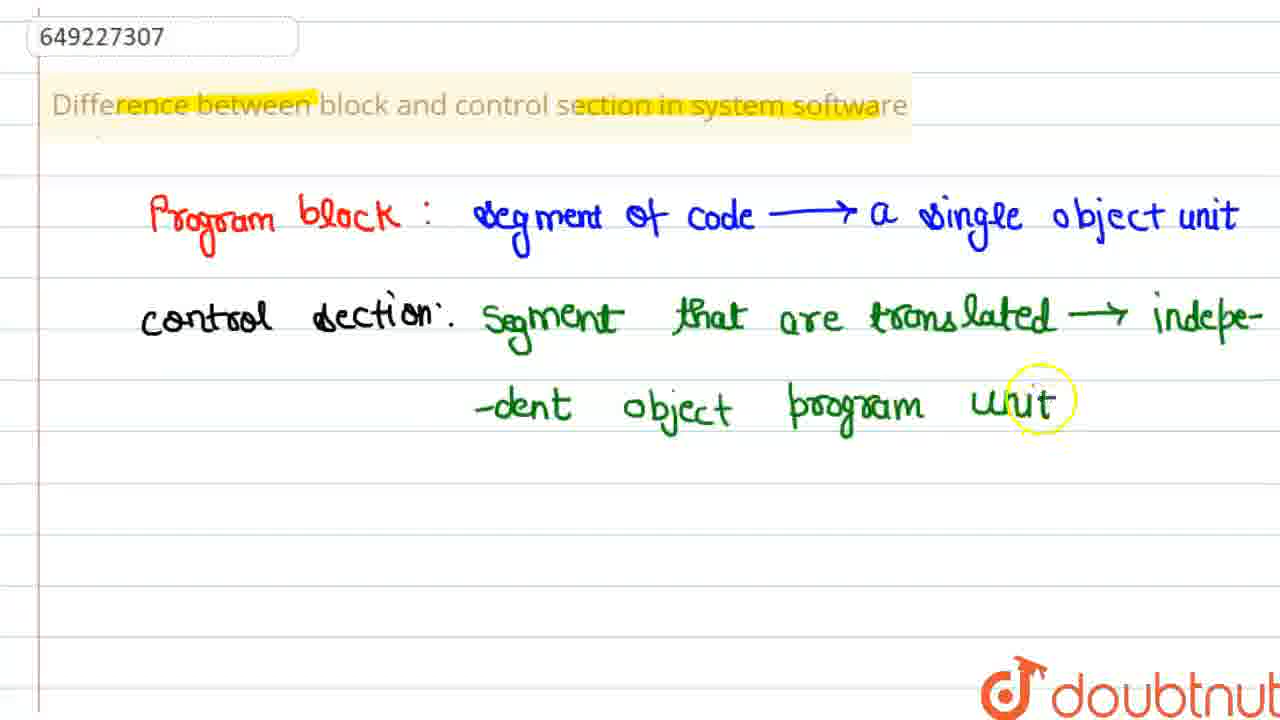 649227307
Difference between block and control section in system software
Program block : segment of code → a single object unit
control section: segment that are translated → indepe-
-dent object program unit
doubtnut